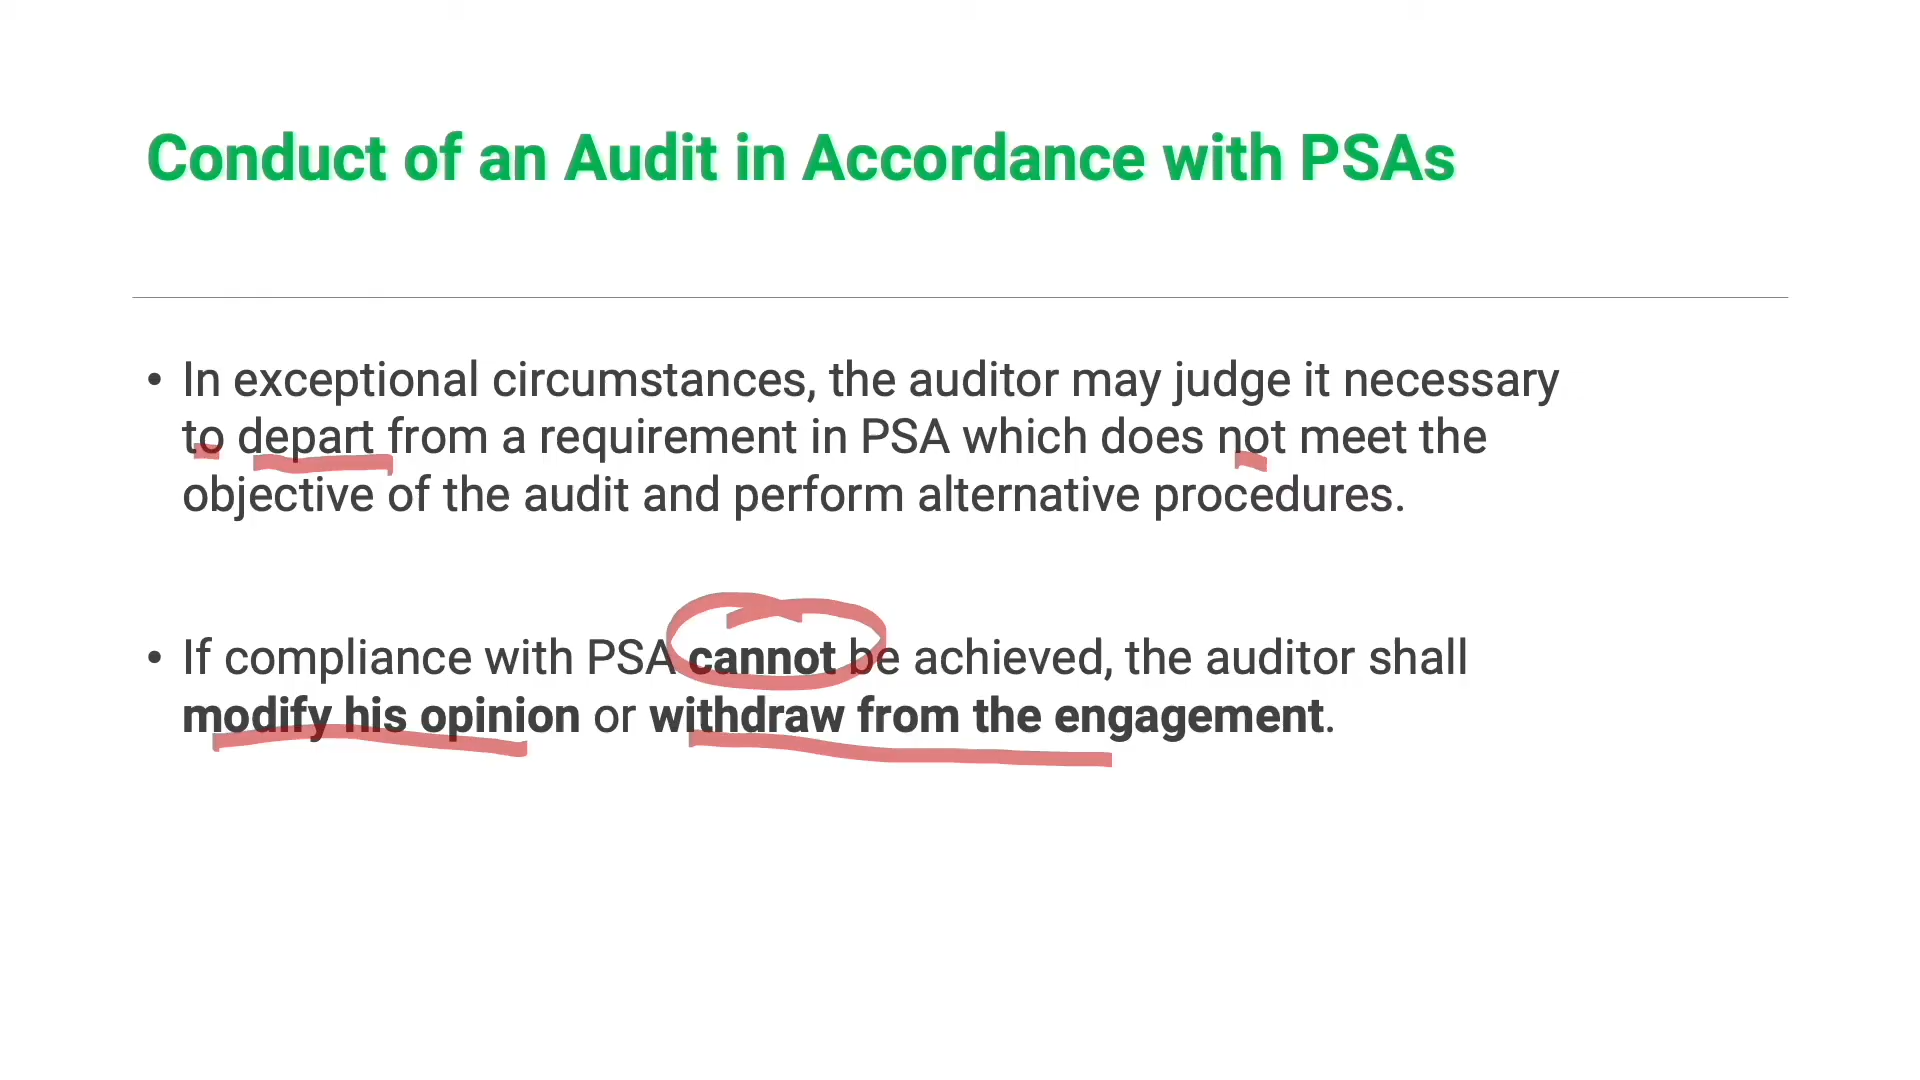 Conduct of an Audit in Accordance with PSAs
• In exceptional circumstances, the auditor may judge it necessary
to depart from a requirement in PSA which does not meet the
objective of the audit and perform alternative procedures.
• If compliance with PSA cannot be achieved, the auditor shall
modify his opinion or withdraw from the engagement.